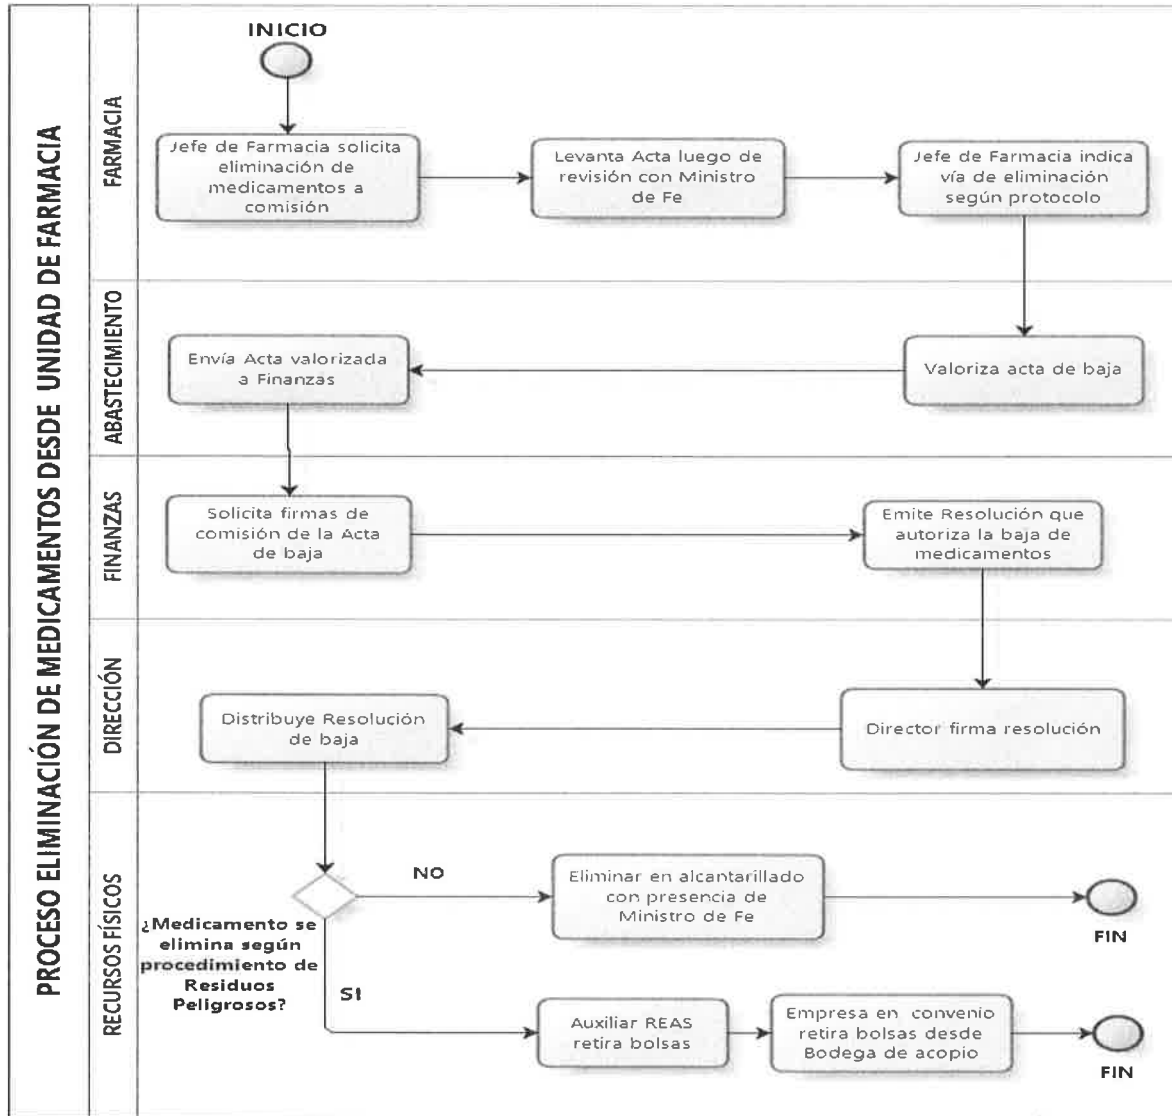 PROCESO ELIMINACIÓN DE MEDICAMENTOS DESDE UNIDAD DE FARMACIA
FARMACIA
INICIO
Jefe de Farmacia solicita
eliminación de
medicamentos a
comisión
Levanta Acta luego de
revisión con Ministro
de Fe
Jefe de Farmacia indica
vía de eliminación
según protocolo
ABASTECIMIENTO
Envía Acta valorizada
a Finanzas
Valoriza acta de baja
FINANZAS
Solicita firmas de
comisión de la Acta
de baja
Emite Resolución que
autoriza la baja de
medicamentos
DIRECCIÓN
Distribuye Resolución
de baja
Director firma resolución
RECURSOS FÍSICOS
¿Medicamento se
elimina según
procedimiento de
Residuos
Peligrosos?
NO
Eliminar en alcantarillado
con presencia de
Ministro de Fe
FIN
SI
Auxiliar REAS
retira bolsas
Empresa en convenio
retira bolsas desde
Bodega de acopio
FIN